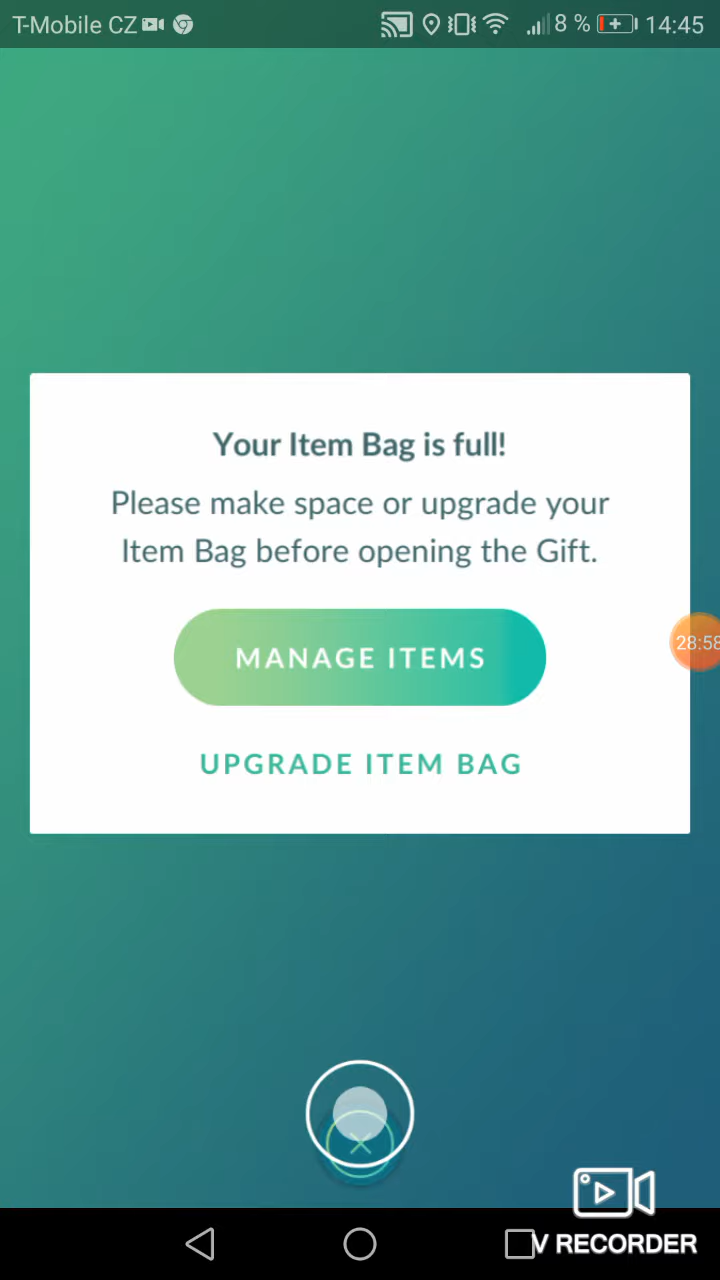 T-Mobile CZ 8 % 14:45
Your Item Bag is full!
Please make space or upgrade your
Item Bag before opening the Gift.
28:58
MANAGE ITEMS
UPGRADE ITEM BAG
V RECORDER